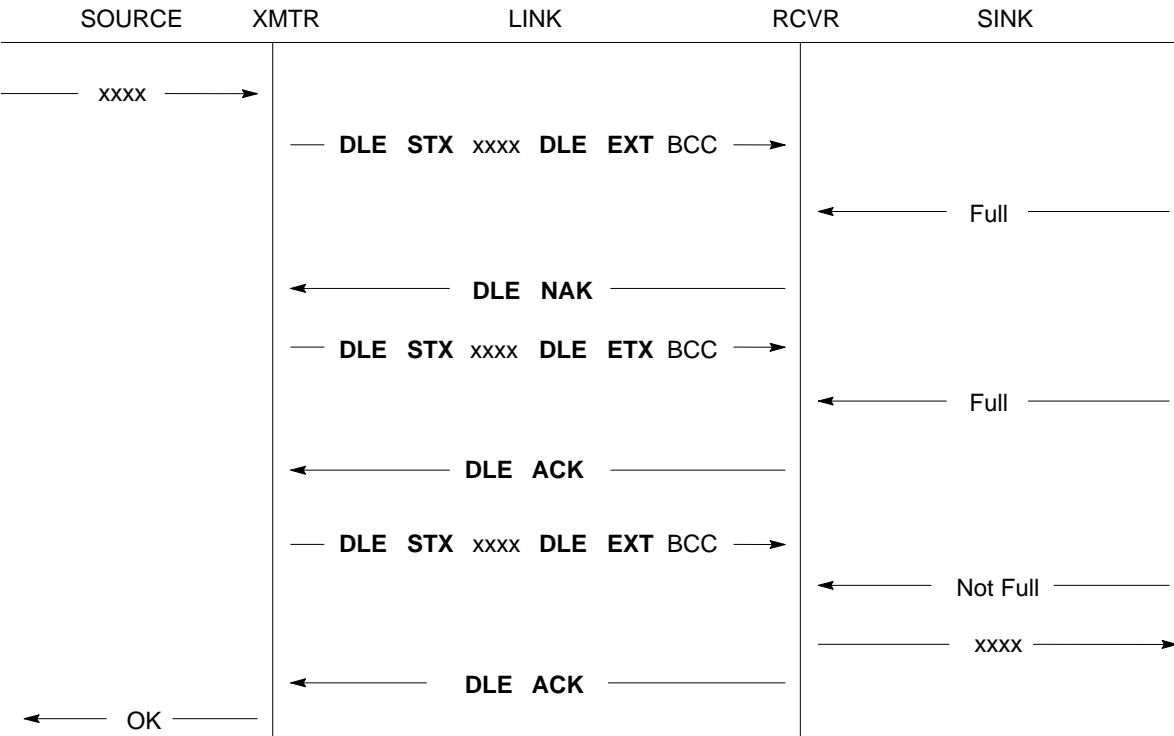 SOURCE XMTR LINK RCVR SINK
xxxx
DLE STX xxxx DLE EXT BCC
Full
DLE NAK
DLE STX xxxx DLE ETX BCC
Full
DLE ACK
DLE STX xxxx DLE EXT BCC
Not Full
xxxx
DLE ACK
OK